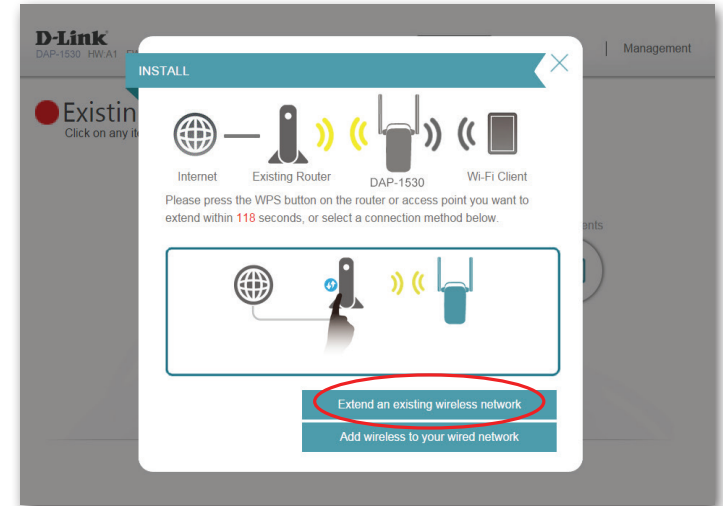 D-Link
DAP-1530 HW:A1
Management
INSTALL
Existin
Click on any
Internet
Existing Router
DAP-1530
Wi-Fi Client
Please press the WPS button on the router or access point you want to
extend within 118 seconds, or select a connection method below.
ents
Extend an existing wireless network
Add wireless to your wired network